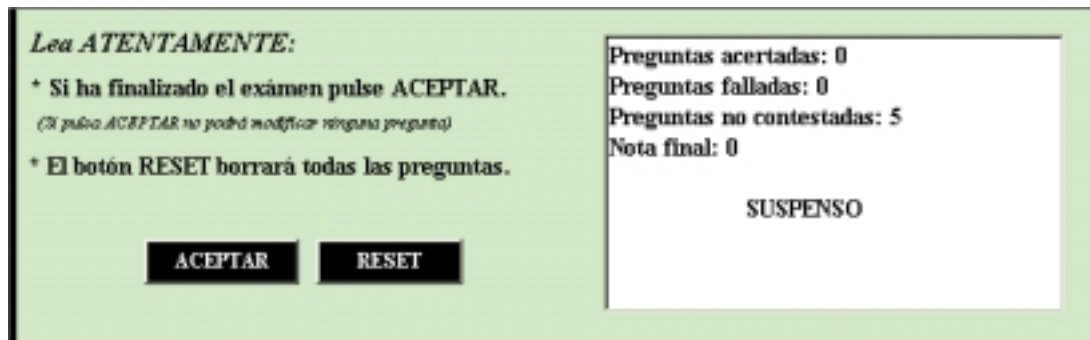 Lea ATENTAMENTE:
* Si ha finalizado el exámen pulse ACEPTAR.
(Si pulsa ACEPTAR no podrá modificar ninguna pregunta)
* El botón RESET borrará todas las preguntas.
ACEPTAR
RESET
Preguntas acertadas: 0
Preguntas falladas: 0
Preguntas no contestadas: 5
Nota final: 0
SUSPENSO